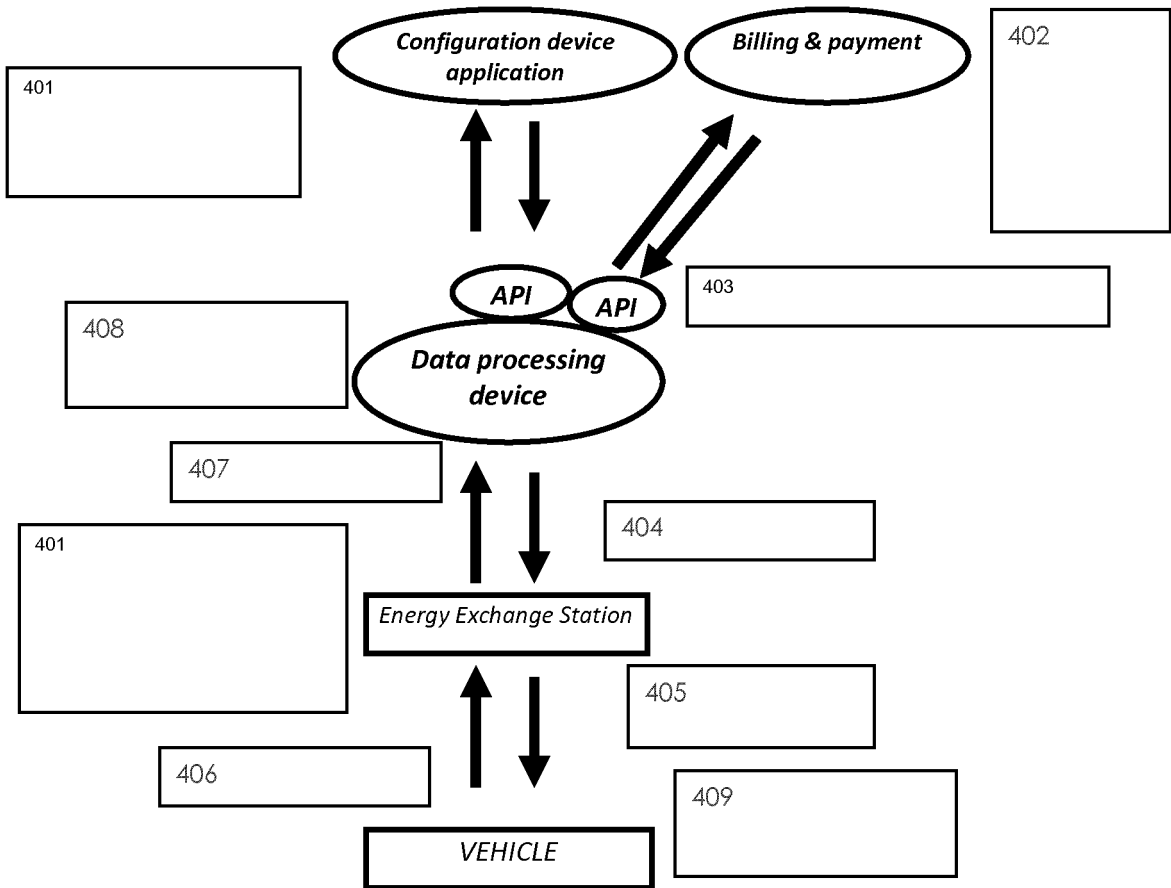 Configuration device
application
Billing & payment
402
401
API
API
403
408
Data processing
device
407
404
401
Energy Exchange Station
405
406
409
VEHICLE